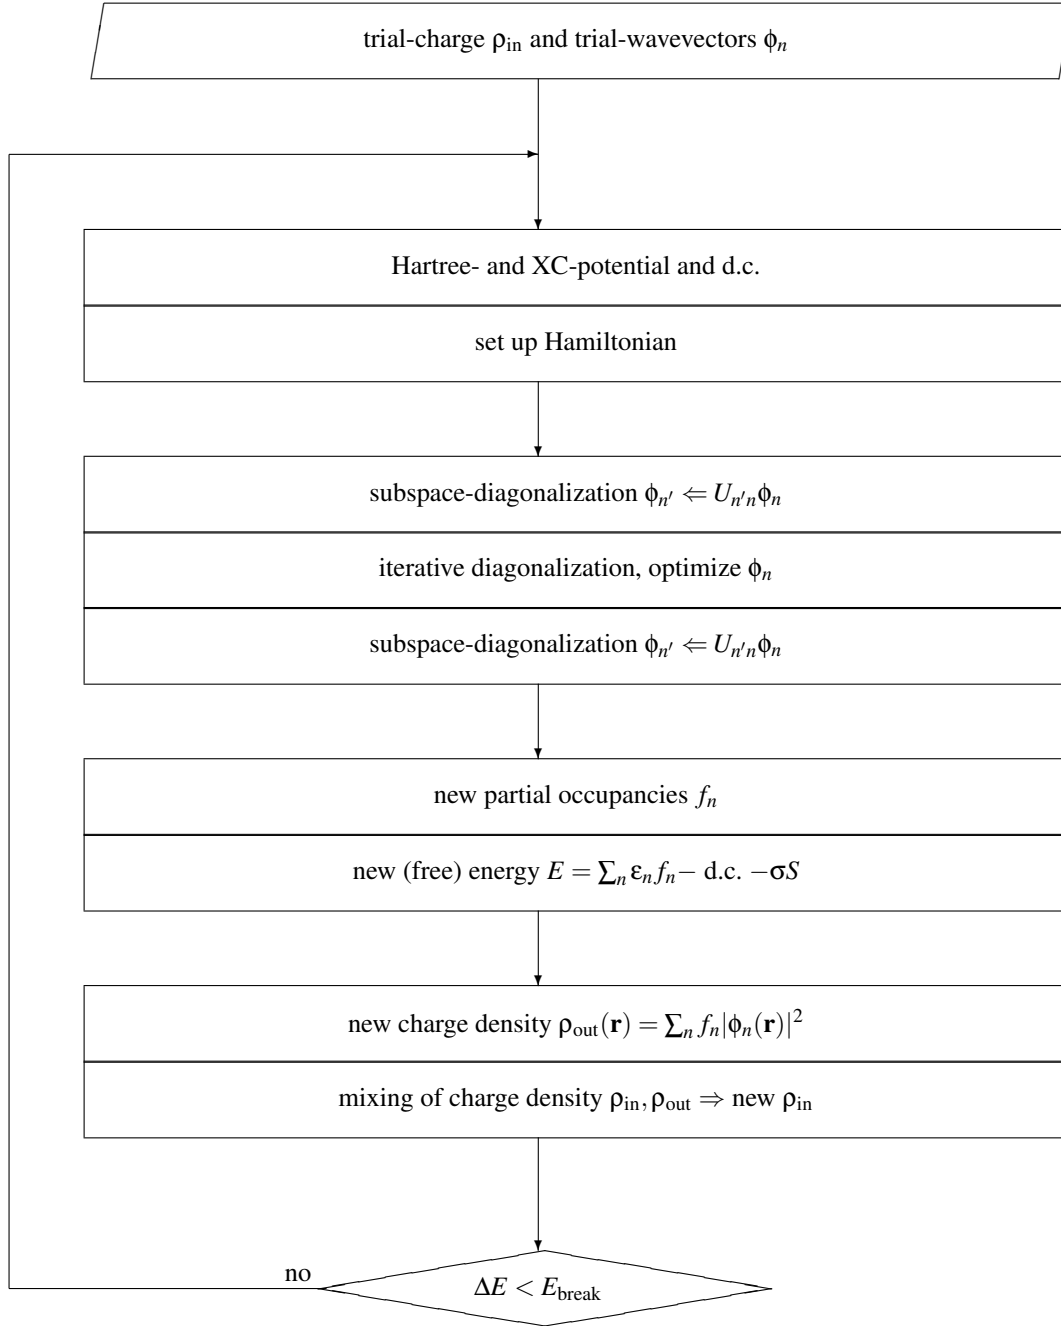 trial-charge ρ_in and trial-wavevectors ϕ_n
Hartree- and XC-potential and d.c.
set up Hamiltonian
subspace-diagonalization ϕ_n′ ⇐ U_n′n ϕ_n
iterative diagonalization, optimize ϕ_n
subspace-diagonalization ϕ_n′ ⇐ U_n′n ϕ_n
new partial occupancies f_n
new (free) energy E = ∑_n ε_n f_n − d.c. −σS
new charge density ρ_out(r) = ∑_n f_n|ϕ_n(r)|²
mixing of charge density ρ_in, ρ_out ⇒ new ρ_in
no
ΔE < E_break